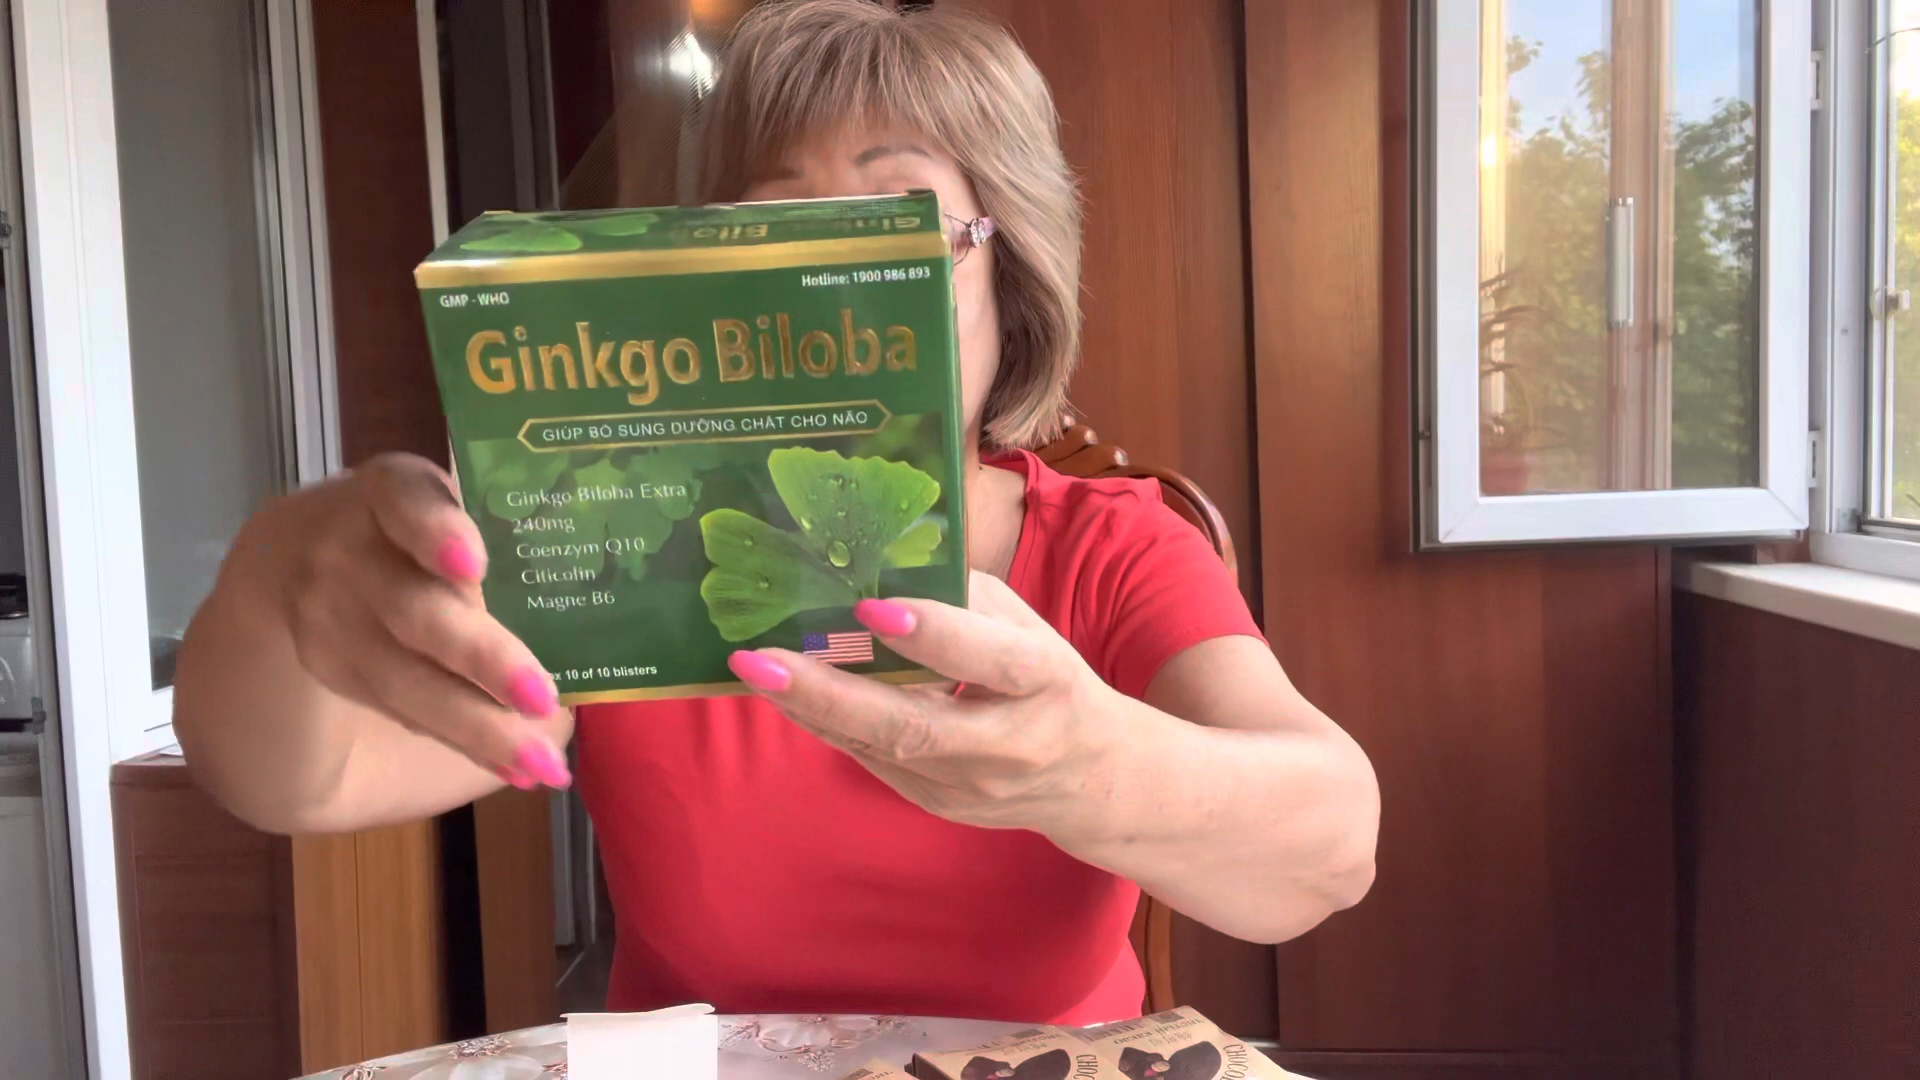 GMP - WHO
Hotline: 1900 986 893
Ginkgo Biloba
GIÚP BỔ SUNG DƯỠNG CHẤT CHO NÃO
Ginkgo Biloba Extra
240mg
Coenzym Q10
Citicolin
Magne B6
10 of 10 blisters